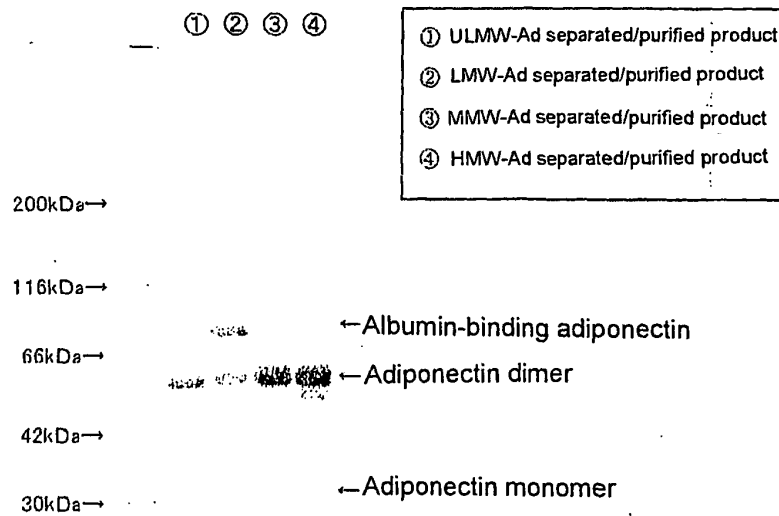 ① ② ③ ④
① ULMW-Ad separated/purified product
② LMW-Ad separated/purified product
③ MMW-Ad separated/purified product
④ HMW-Ad separated/purified product
200kDa→
116kDa→
←Albumin-binding adiponectin
66kDa→
←Adiponectin dimer
42kDa→
←Adiponectin monomer
30kDa→